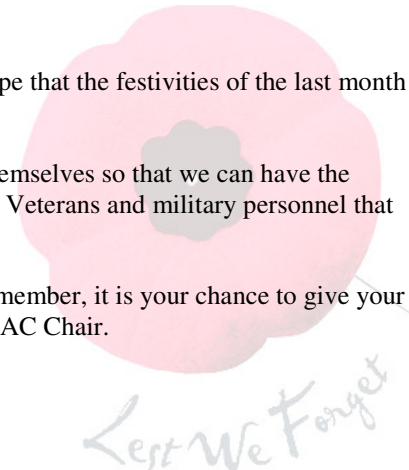 pe that the festivities of the last month
emselves so that we can have the
Veterans and military personnel that
member, it is your chance to give your
AC Chair.
Lest We Forget